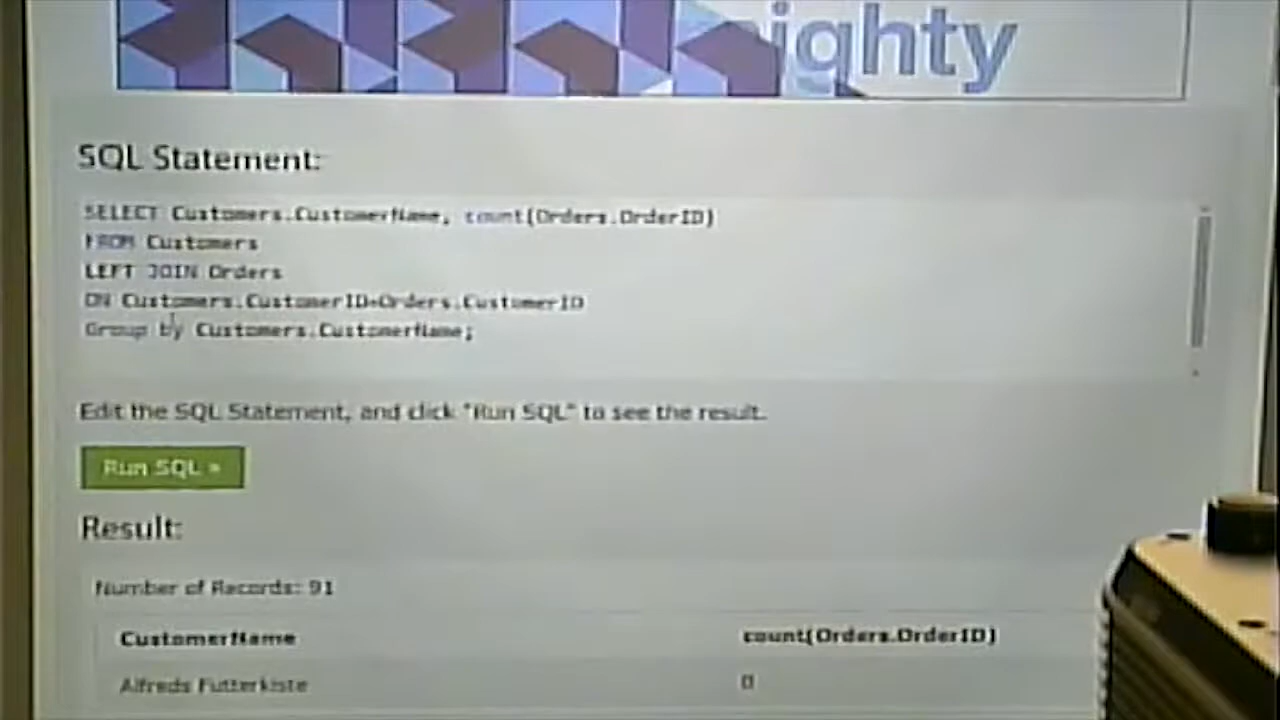 ighty
SQL Statement:
SELECT Customers.CustomerName, count(Orders.OrderID)
FROM Customers
LEFT JOIN Orders
ON Customers.CustomerID=Orders.CustomerID
Group by Customers.CustomerName;
Edit the SQL Statement, and click "Run SQL" to see the result.
Run SQL »
Result:
Number of Records: 91
CustomerName count(Orders.OrderID)
Alfreds Futterkiste 0